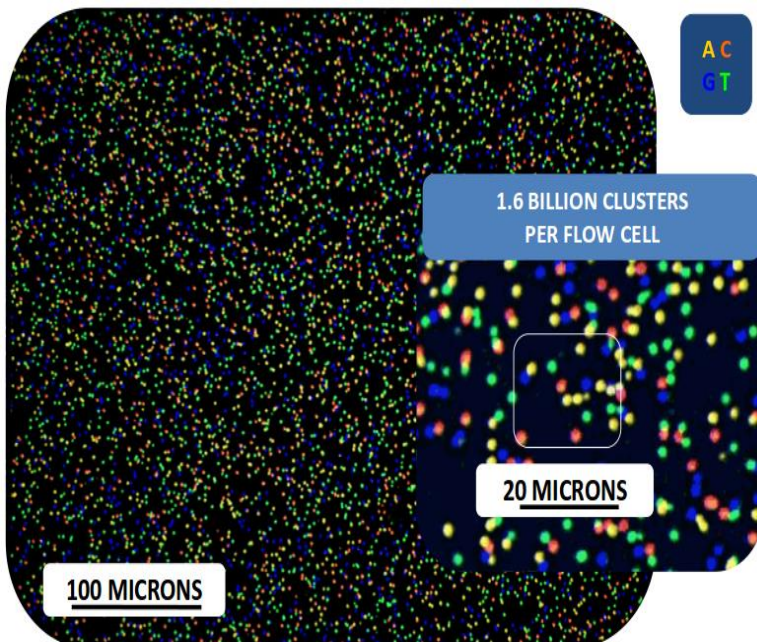 A C
G T
1.6 BILLION CLUSTERS
PER FLOW CELL
20 MICRONS
100 MICRONS